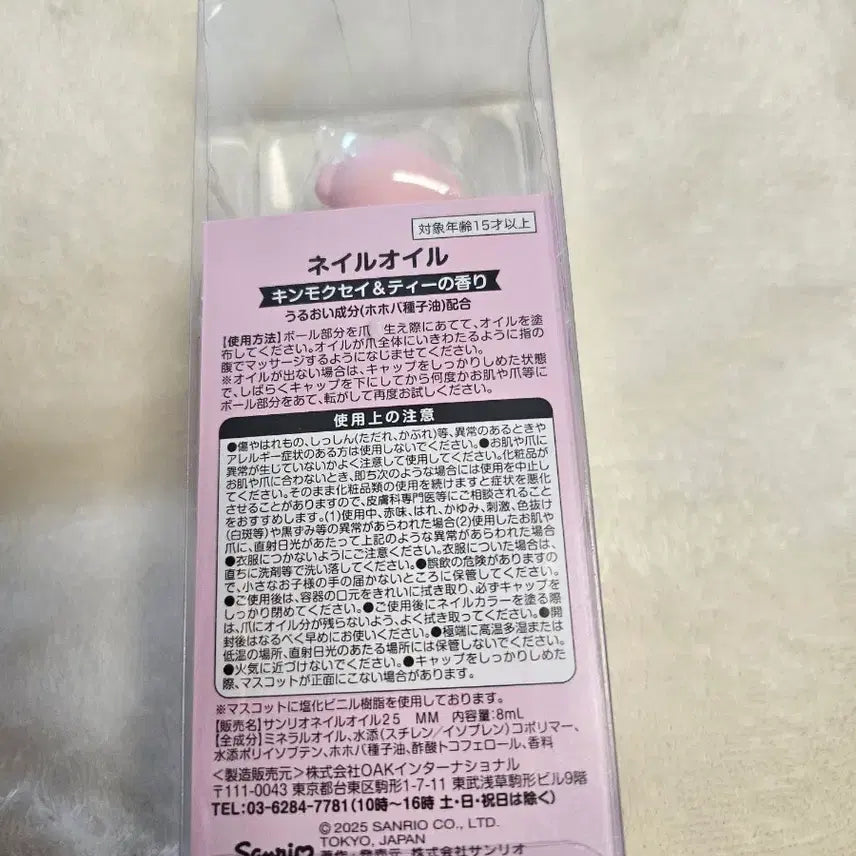 対象年齢15才以上
ネイルオイル
キンモクセイ&ティーの香り
うるおい成分(ホホバ種子油)配合
【使用方法】ボール部分を爪 生え際にあてて、オイルを塗
布してください。オイルが爪全体にいきわたるように指の
腹でマッサージするようになじませてください。
※オイルが出ない場合は、キャップをしっかりしめた状態
で、しばらくキャップを下にしてから何度かお肌や爪等に
ボール部分をあて、転がして再度お試しください。
使用上の注意
●傷やはれもの、しっしん(ただれ、かぶれ)等、異常のあるときや
アレルギー症状のある方は使用しないでください。●お肌や爪に
異常が生じていないかよく注意して使用してください。化粧品が
お肌や爪に合わないとき、即ち次のような場合には使用を中止し
てください。そのまま化粧品類の使用を続けますと症状を悪化
させることがありますので、皮膚科専門医等にご相談されること
をおすすめします。(1)使用中、赤味、はれ、かゆみ、刺激、色抜け
(白斑等)や黒ずみ等の異常があらわれた場合(2)使用したお肌や
爪に、直射日光があたって上記のような異常があらわれた場合
●衣服につかないようにご注意ください。衣服についた場合は、
直ちに洗剤等で洗い落してください。●誤飲の危険がありますの
で、小さなお子様の手の届かないところに保管してください。
●ご使用後は、容器の口元をきれいに拭き取り、必ずキャップを
しっかり閉めてください。●ご使用後にネイルカラーを塗る際
は、爪にオイル分が残らないよう、よく拭き取ってください。●開
封後はなるべく早めにお使いください。●極端に高温多湿または
低温の場所、直射日光のあたる場所には保管しないでください。
●火気に近づけないでください。●キャップをしっかりしめた
際、マスコットが正面にこない場合があります。
※マスコットに塩化ビニル樹脂を使用しております。
【販売名】サンリオネイルオイル25 MM 内容量:8mL
【全成分】ミネラルオイル、水添(スチレン/イソプレン)コポリマー、
水添ポリイソブテン、ホホバ種子油、酢酸トコフェロール、香料
<製造販売元>株式会社OAKインターナショナル
〒111-0043 東京都台東区駒形1-7-11 東武浅草駒形ビル9階
TEL:03-6284-7781(10時~16時 土・日・祝日は除く)
© 2025 SANRIO CO., LTD.
TOKYO, JAPAN
Sanrio 著作・発売元 株式会社サンリオ